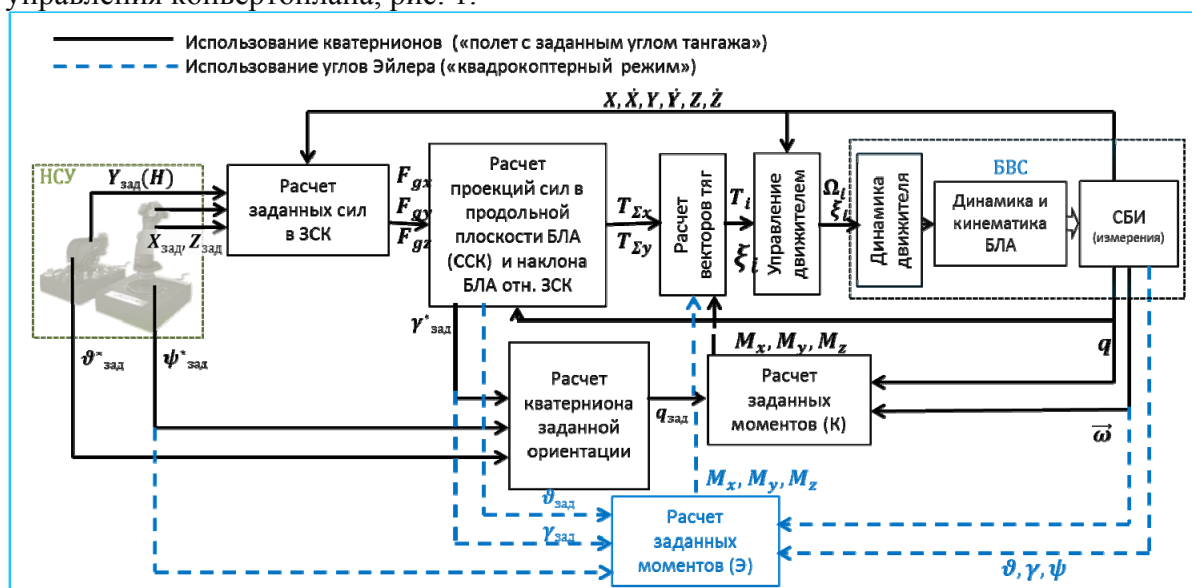 управления конвертоплана, рис. 1.
Использование кватернионов («полет с заданным углом тангажа»)
Использование углов Эйлера («квадрокоптерный режим»)
X, Ẋ, Y, Ẏ, Z, Ż
НСУ
Y зад (H)
X зад, Z зад
Расчет
заданных сил
в ЗСК
F gx
F gy
F gz
Расчет
проекций сил в
продольной
плоскости БЛА
(ССК) и наклона
БЛА отн. ЗСК
T Σx
T Σy
Расчет
векторов тяг
T i
ξ i
Управление
движителем
Ω i
ξ i
БВС
Динамика
движителя
Динамика и
кинематика
БЛА
СБИ
(измерения)
γ* зад
ϑ* зад
ψ* зад
Расчет
кватерниона
заданной
ориентации
q зад
M x, M y, M z
Расчет
заданных
моментов (К)
q
ω⃗
M x, M y, M z
ϑ зад
γ зад
Расчет
заданных
моментов (Э)
ϑ, γ, ψ